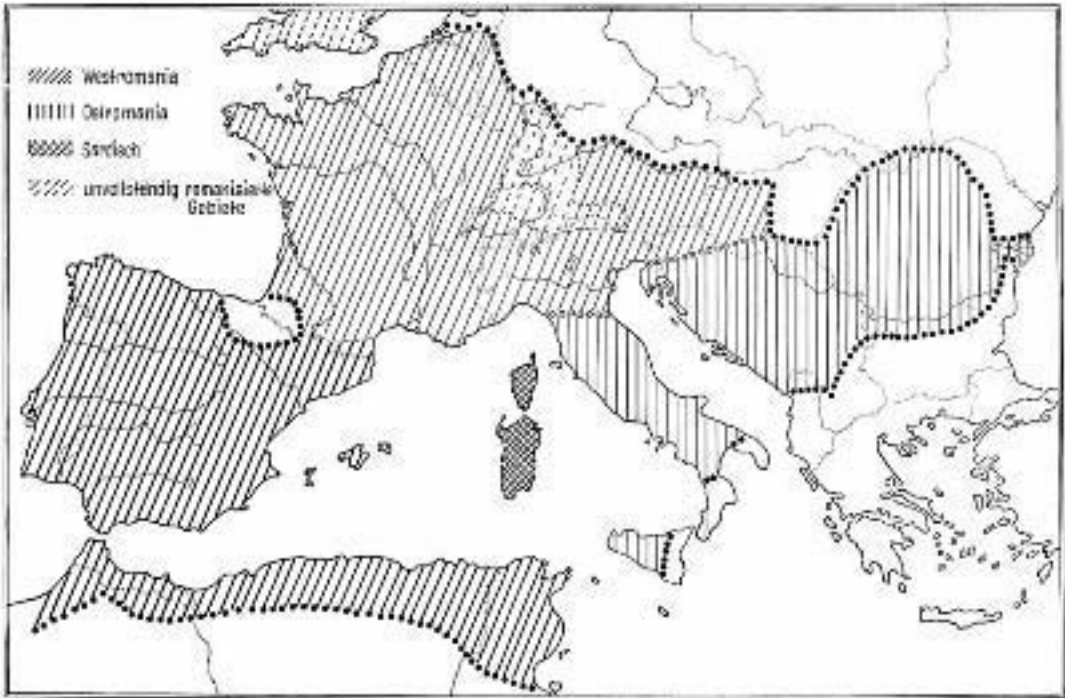 Westromania
Ostromania
Sardisch
unvollständig romanisierte
Gebiete